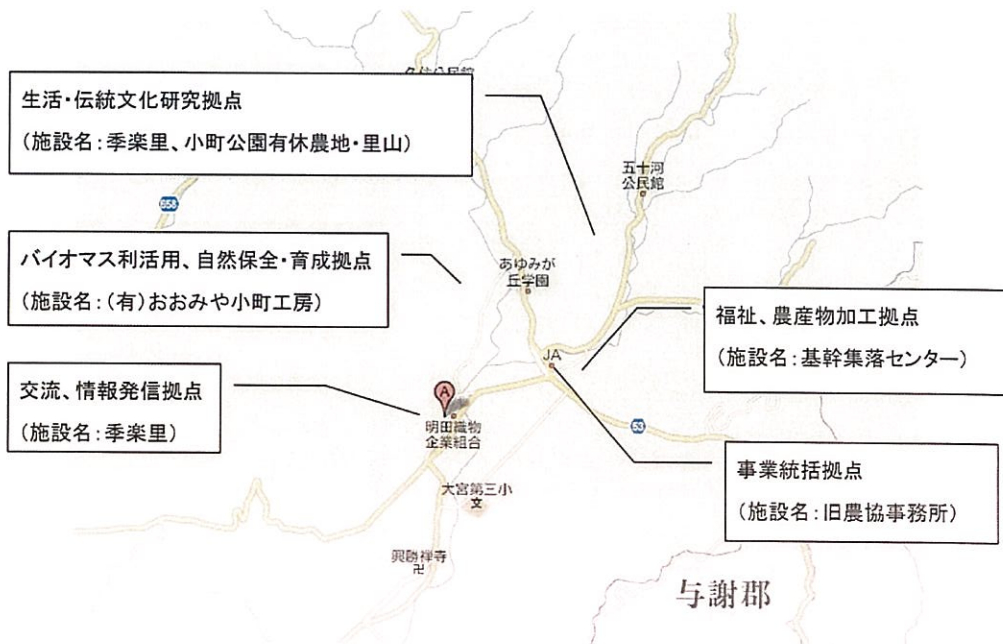 生活・伝統文化研究拠点
(施設名：季楽里、小町公園有休農地・里山)
五十河
公民館
658
バイオマス利活用、自然保全・育成拠点
(施設名：(有)おおみや小町工房)
あゆみが
丘学園
福祉、農産物加工拠点
(施設名：基幹集落センター)
JA
交流、情報発信拠点
(施設名：季楽里)
A
明田織物
企業組合
53
事業統括拠点
(施設名：旧農協事務所)
大宮第三小
文
興勝禅寺
卍
与謝郡